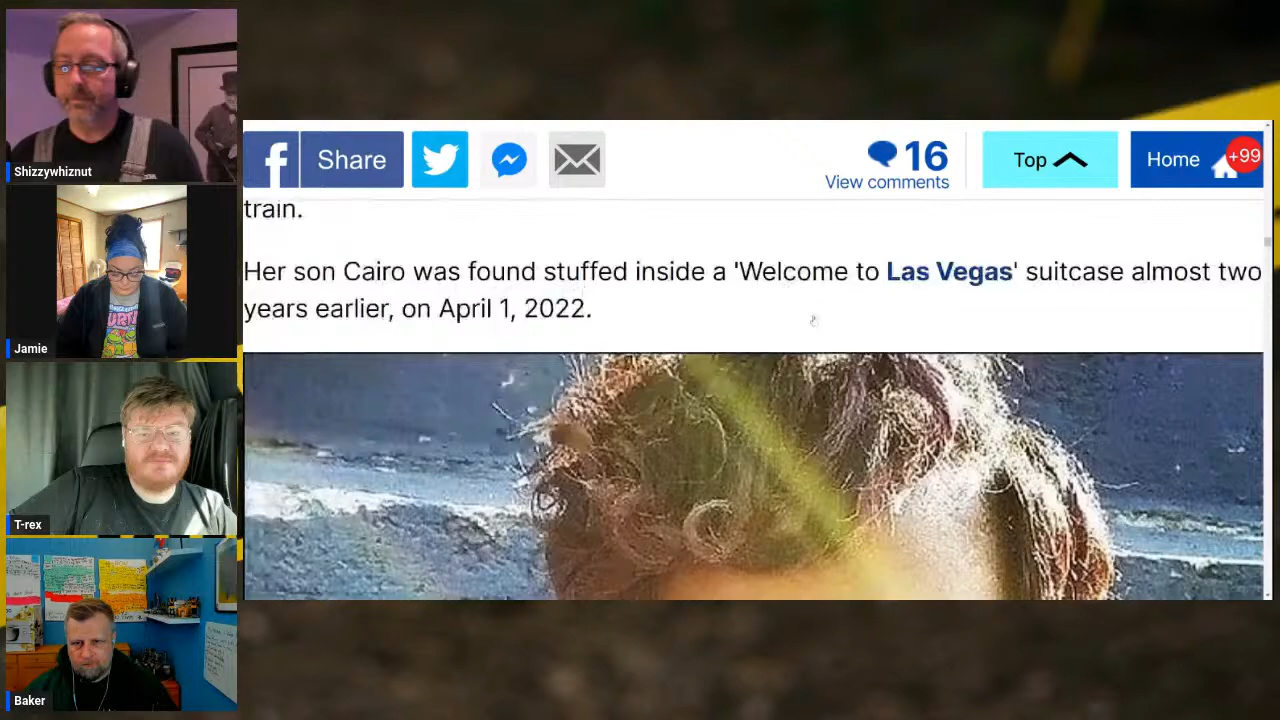 Shizzywhiznut
Jamie
T-rex
Baker
f Share
16
View comments
Top
Home
+99
train.
Her son Cairo was found stuffed inside a 'Welcome to Las Vegas' suitcase almost two
years earlier, on April 1, 2022.